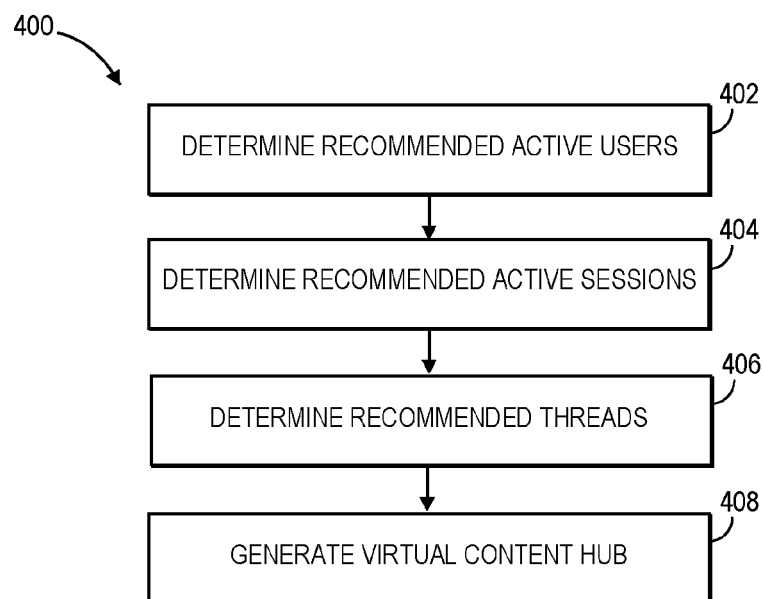 400
402
DETERMINE RECOMMENDED ACTIVE USERS
404
DETERMINE RECOMMENDED ACTIVE SESSIONS
406
DETERMINE RECOMMENDED THREADS
408
GENERATE VIRTUAL CONTENT HUB